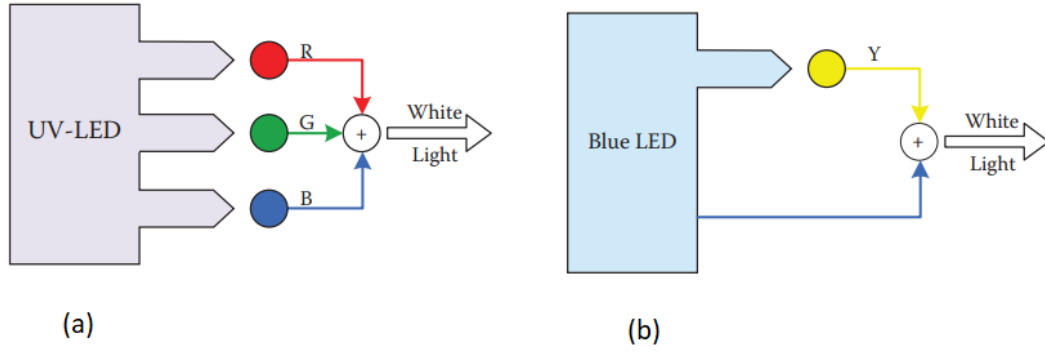 UV-LED
R
G
B
+
White
Light
(a)
Blue LED
Y
+
White
Light
(b)